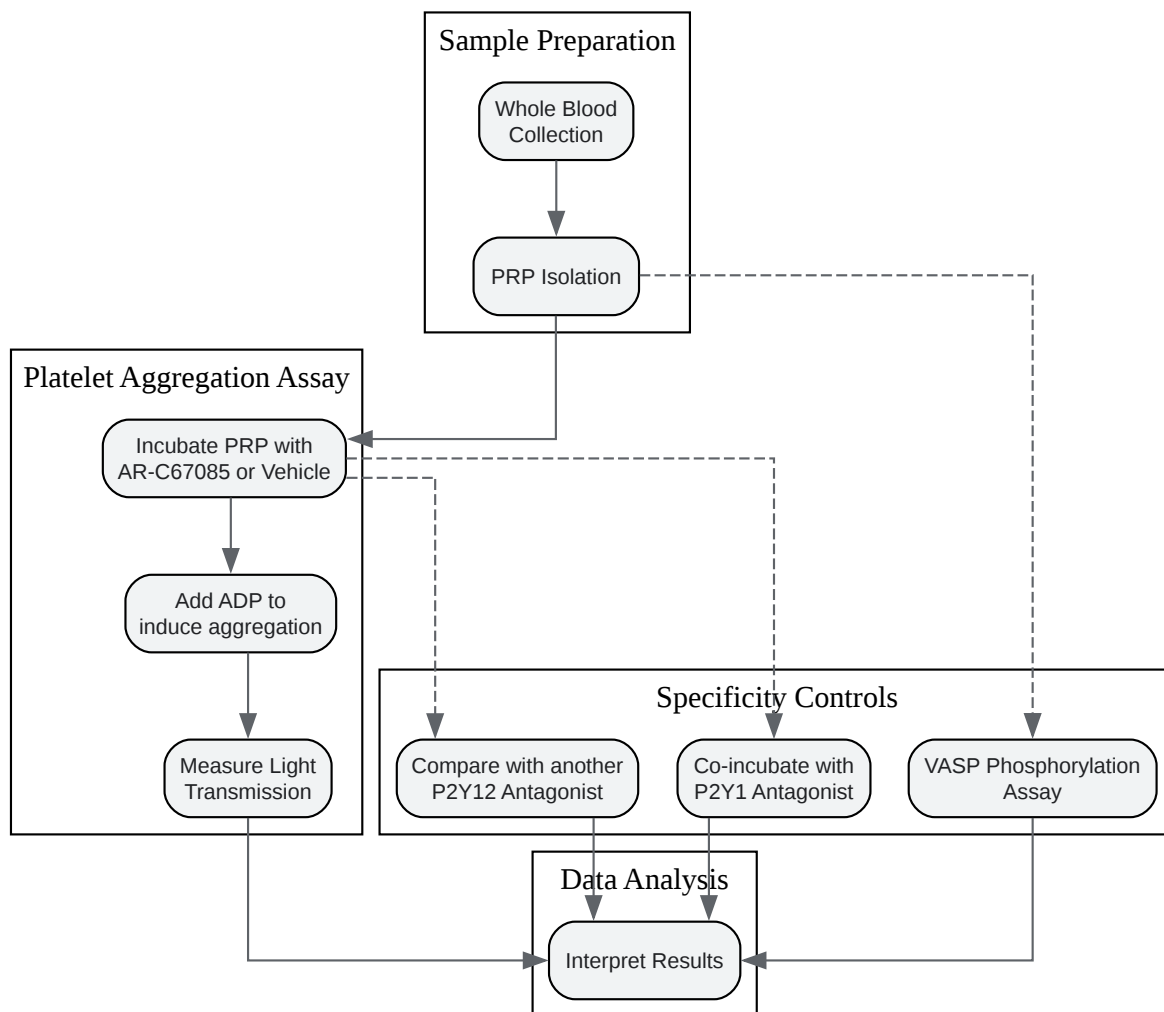 Sample Preparation
Whole Blood
Collection
PRP Isolation
Platelet Aggregation Assay
Incubate PRP with
AR-C67085 or Vehicle
Add ADP to
induce aggregation
Measure Light
Transmission
Specificity Controls
Compare with another
P2Y12 Antagonist
Co-incubate with
P2Y1 Antagonist
VASP Phosphorylation
Assay
Data Analysis
Interpret Results